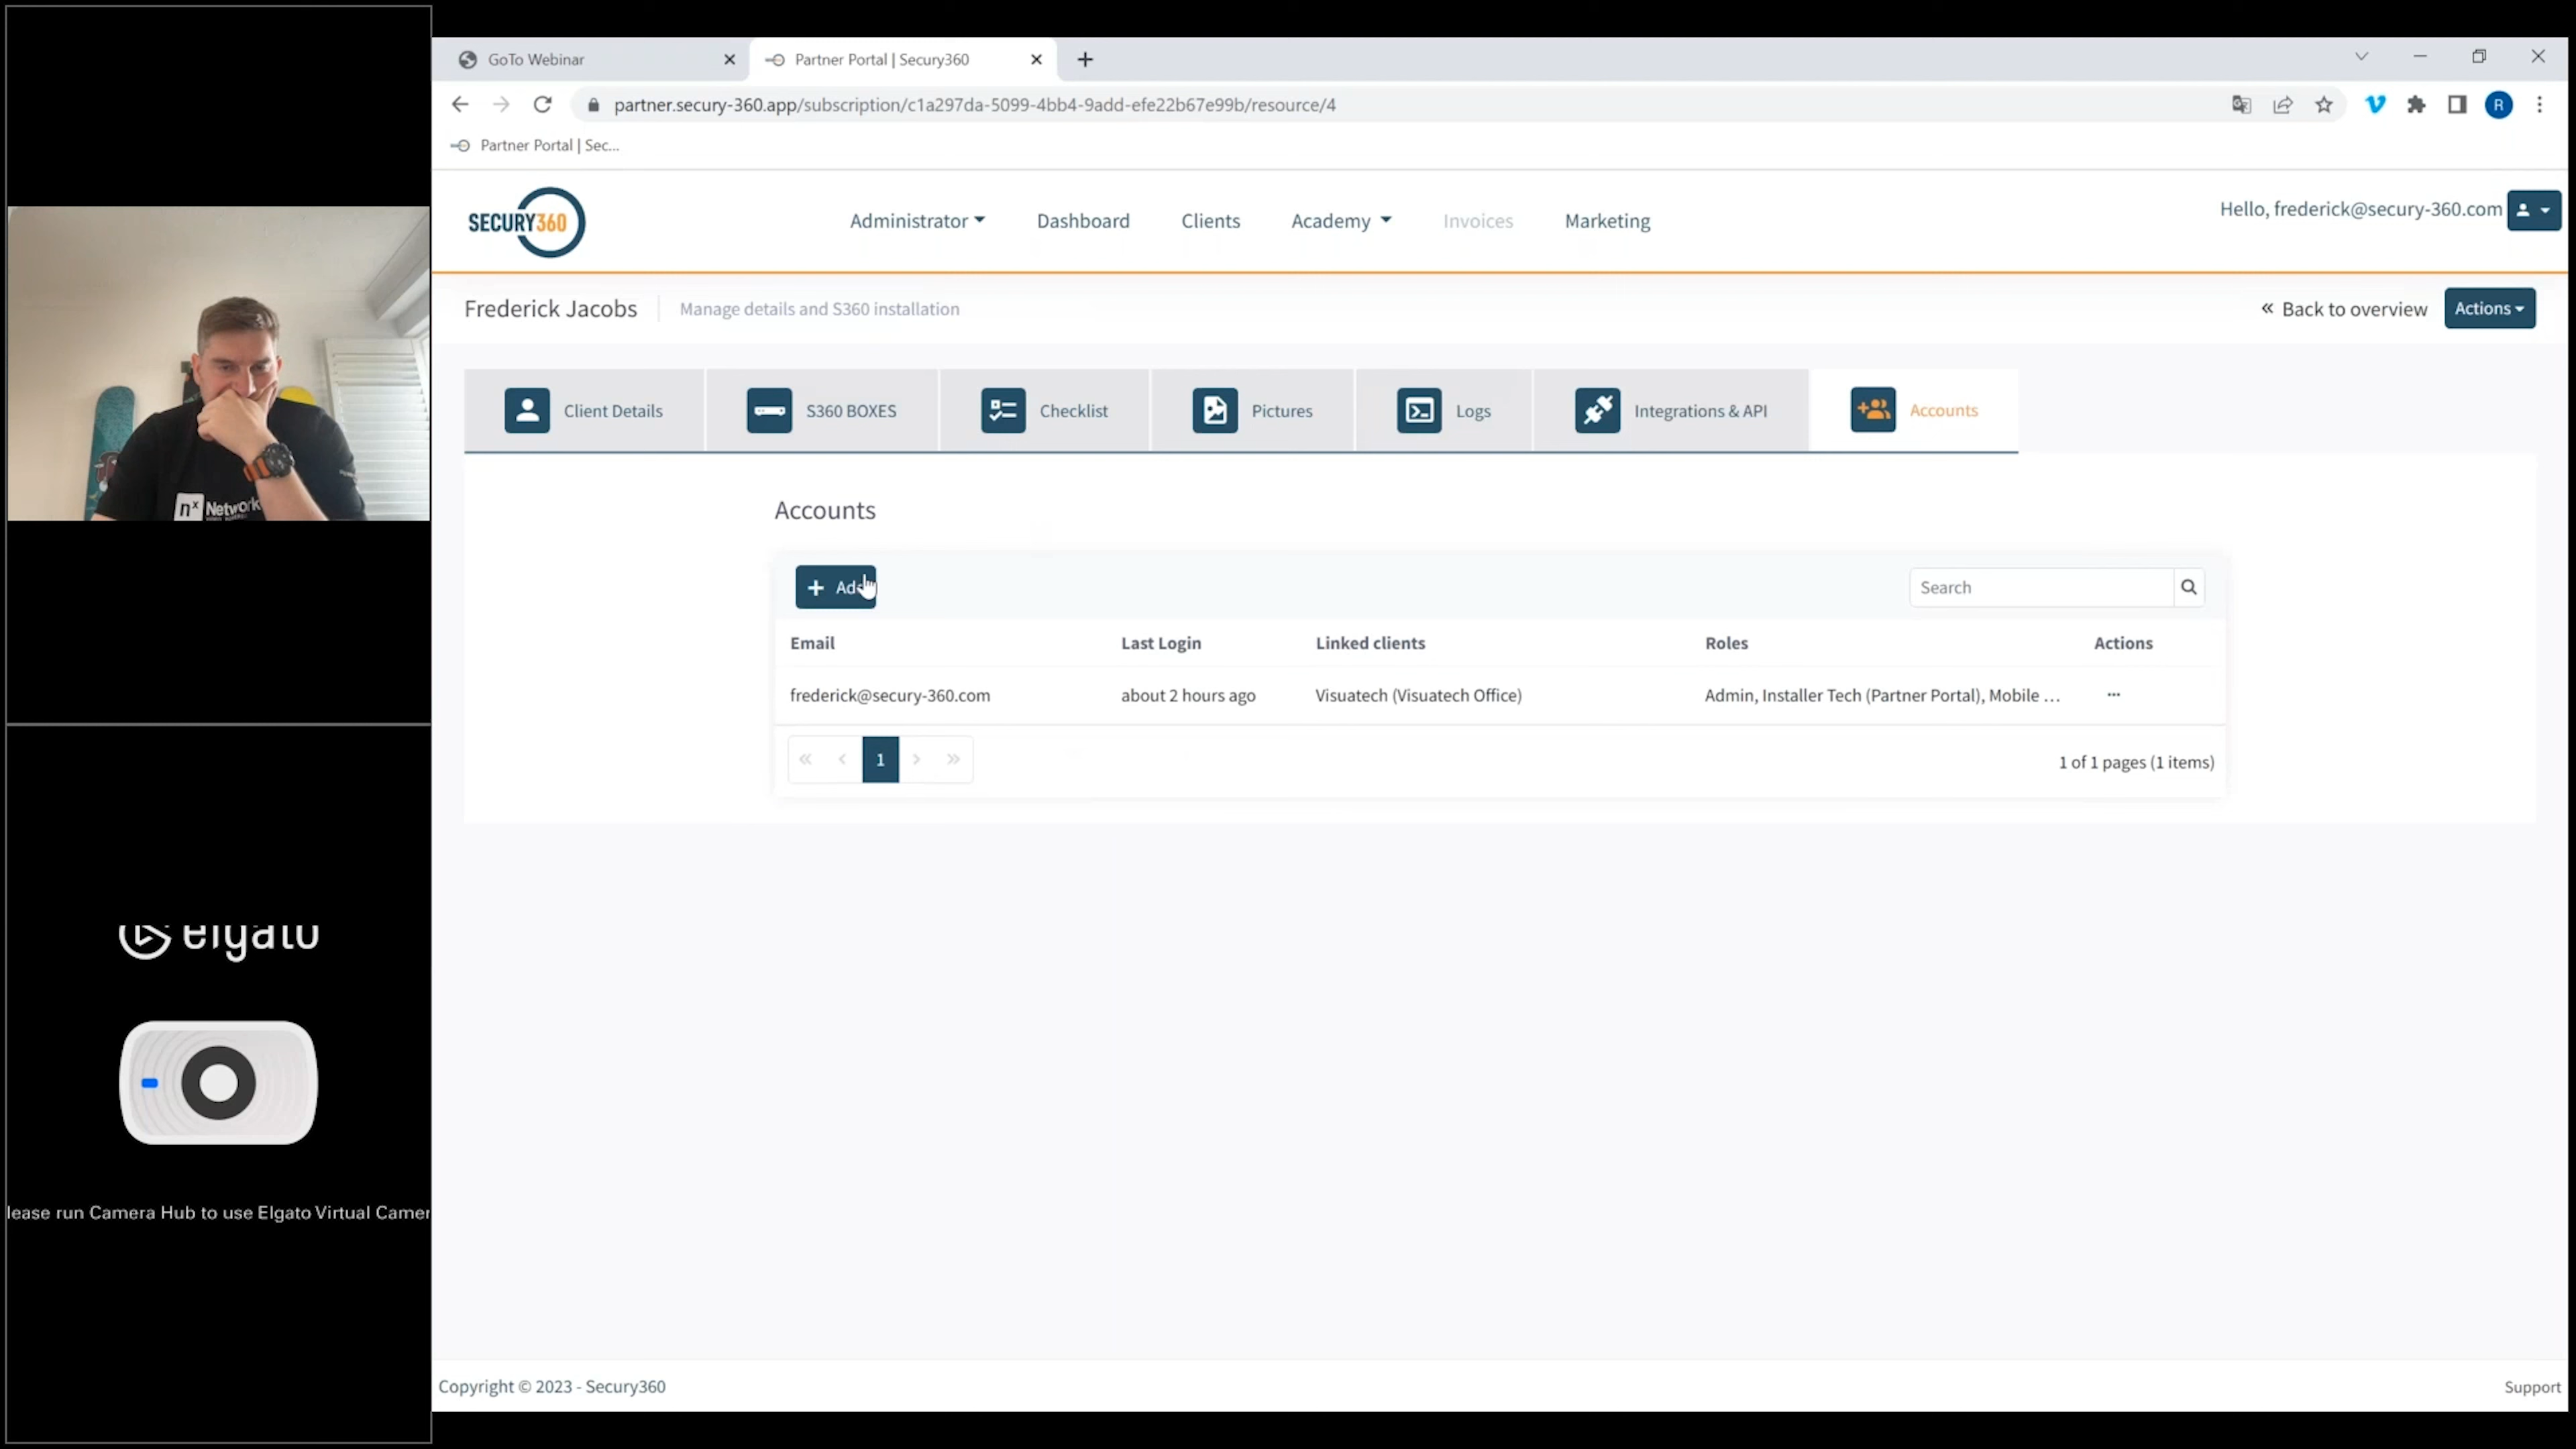 GoTo Webinar
Partner Portal | Secury360
partner.secury-360.app/subscription/c1a297da-5099-4bb4-9add-efe22b67e99b/resource/4
R
Partner Portal | Sec...
SECURY360
Administrator
Dashboard
Clients
Academy
Invoices
Marketing
Hello, frederick@secury-360.com
Frederick Jacobs
Manage details and S360 installation
« Back to overview
Actions
Client Details
S360 BOXES
Checklist
Pictures
Logs
Integrations & API
Accounts
nx Network
Accounts
+ Add
Search
Email
Last Login
Linked clients
Roles
Actions
frederick@secury-360.com
about 2 hours ago
Visuatech (Visuatech Office)
Admin, Installer Tech (Partner Portal), Mobile ...
...
« ‹ 1 › »
1 of 1 pages (1 items)
elgato
lease run Camera Hub to use Elgato Virtual Camer
Copyright © 2023 - Secury360
Support